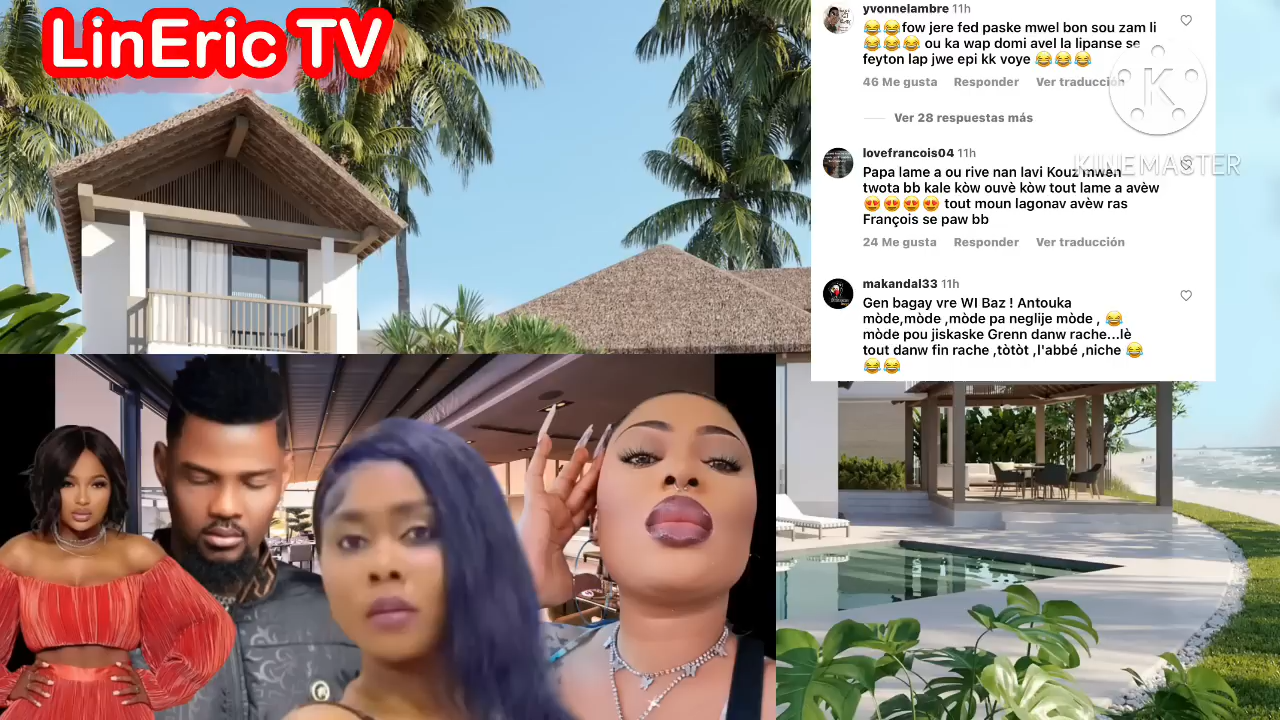 LinEric TV
yvonnelambre 11h
😂😂fow jere fed paske mwel bon sou zam li
😂😂😂 ou ka wap domi avel la lipanse se
feyton lap jwe epi kk voye 😂😂😂
46 Me gusta Responder Ver traducción
Ver 28 respuestas más
K
KINEMASTER
lovefrancois04 11h
Papa lame a ou rive nan lavi Kouz mwen
twota bb kale kòw ouvè kòw tout lame a avèw
😍😍😍😍 tout moun lagonav avèw ras
François se paw bb
24 Me gusta Responder Ver traducción
makandal33 11h
Gen bagay vre WI Baz ! Antouka
mòde,mòde ,mòde pa neglije mòde , 😂
mòde pou jiskaske Grenn danw rache...lè
tout danw fin rache ,tòtòt ,l'abbé ,niche 😂
😂😂